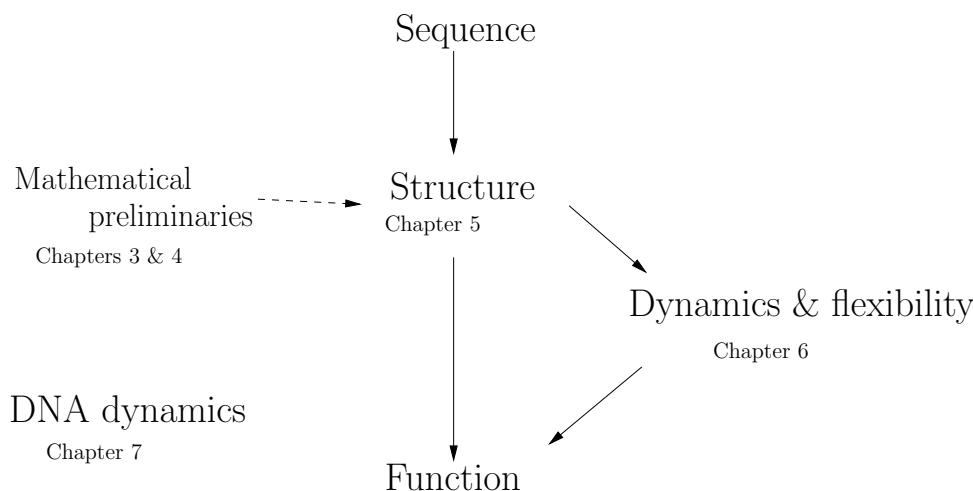 Sequence
Mathematical
preliminaries
Chapters 3 & 4
Structure
Chapter 5
Dynamics & flexibility
Chapter 6
DNA dynamics
Chapter 7
Function